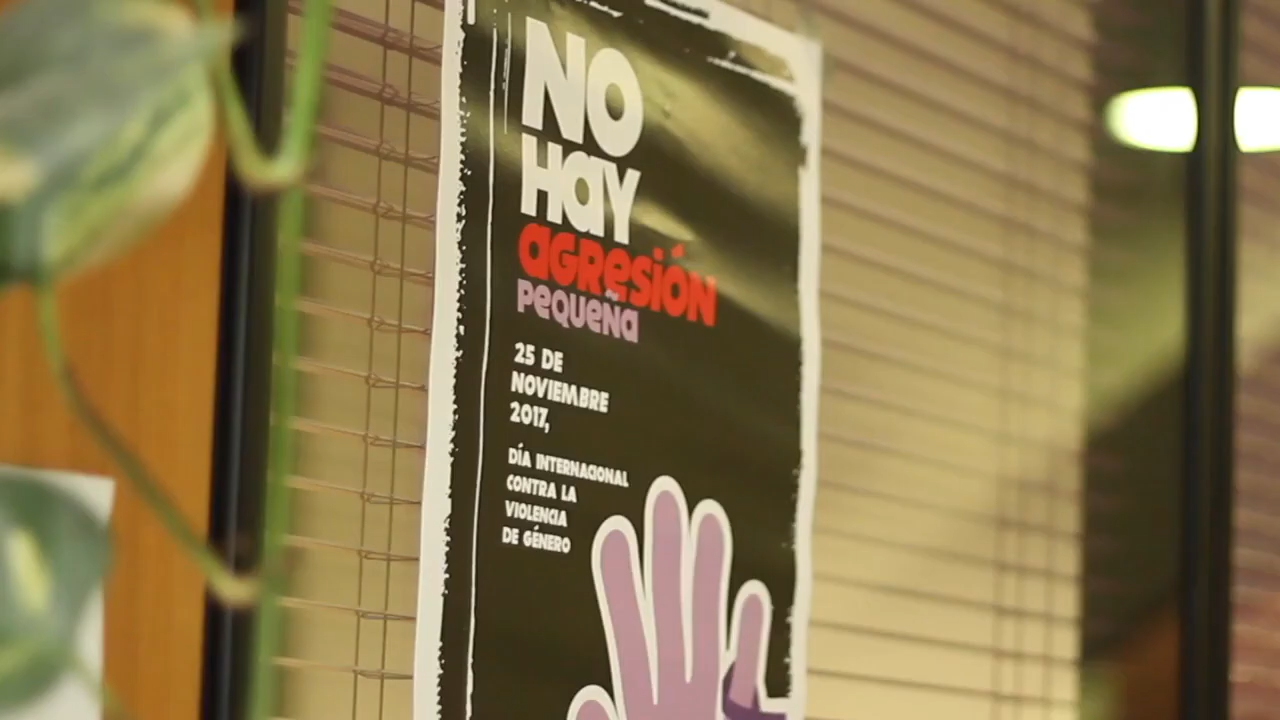 NO
HaY
aGResióN
PeQUeÑa
25 DE
NOVIEMBRE
2017,
DÍA INTERNACIONAL
CONTRA LA
VIOLENCIA
DE GÉNERO